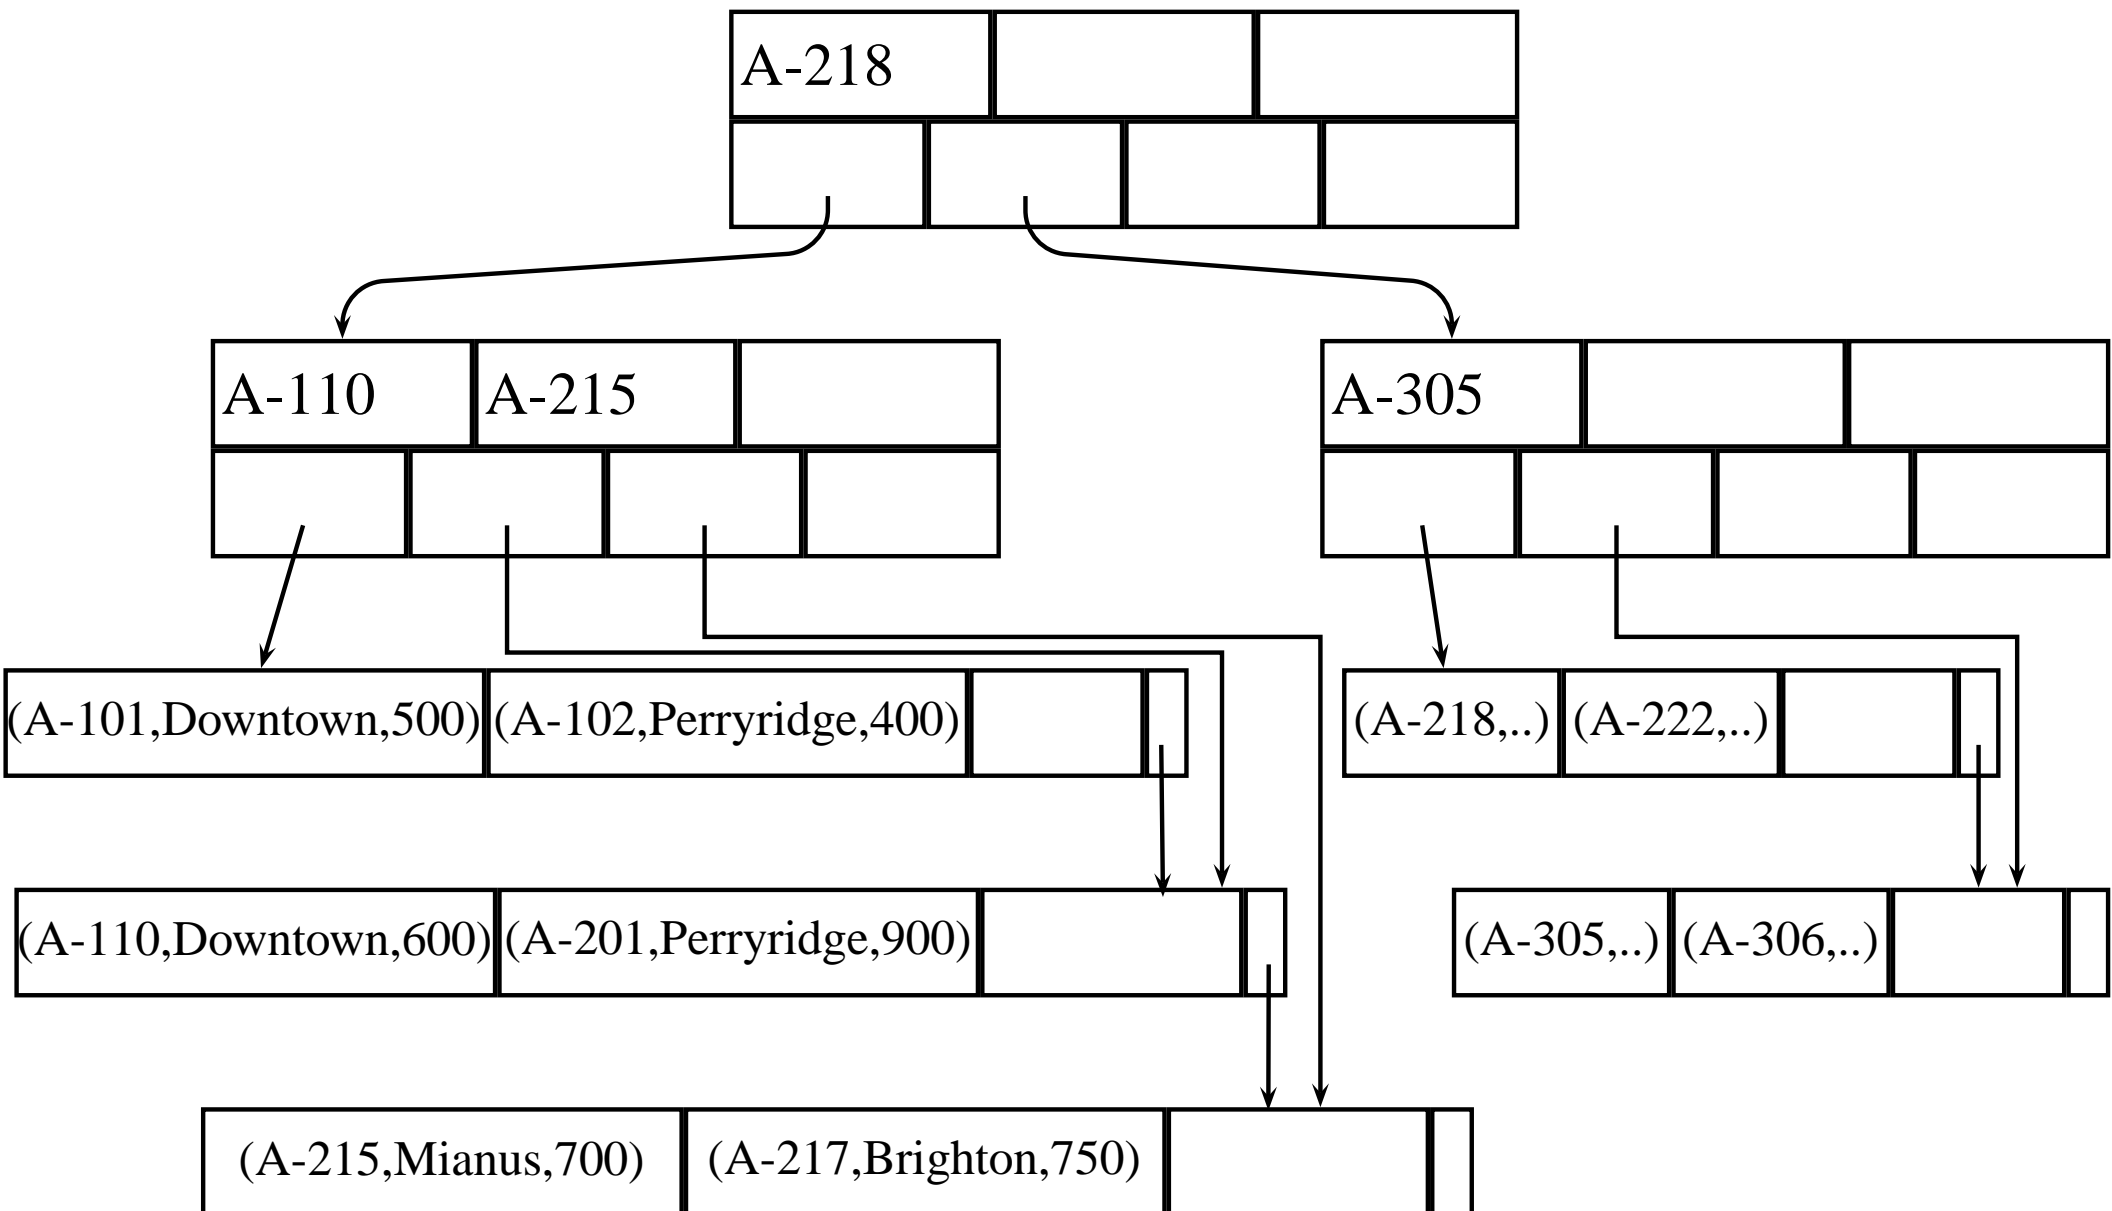 A-218
A-110 A-215 A-305
(A-101,Downtown,500) (A-102,Perryridge,400) (A-218,..) (A-222,..)
(A-110,Downtown,600) (A-201,Perryridge,900) (A-305,..) (A-306,..)
(A-215,Mianus,700) (A-217,Brighton,750)